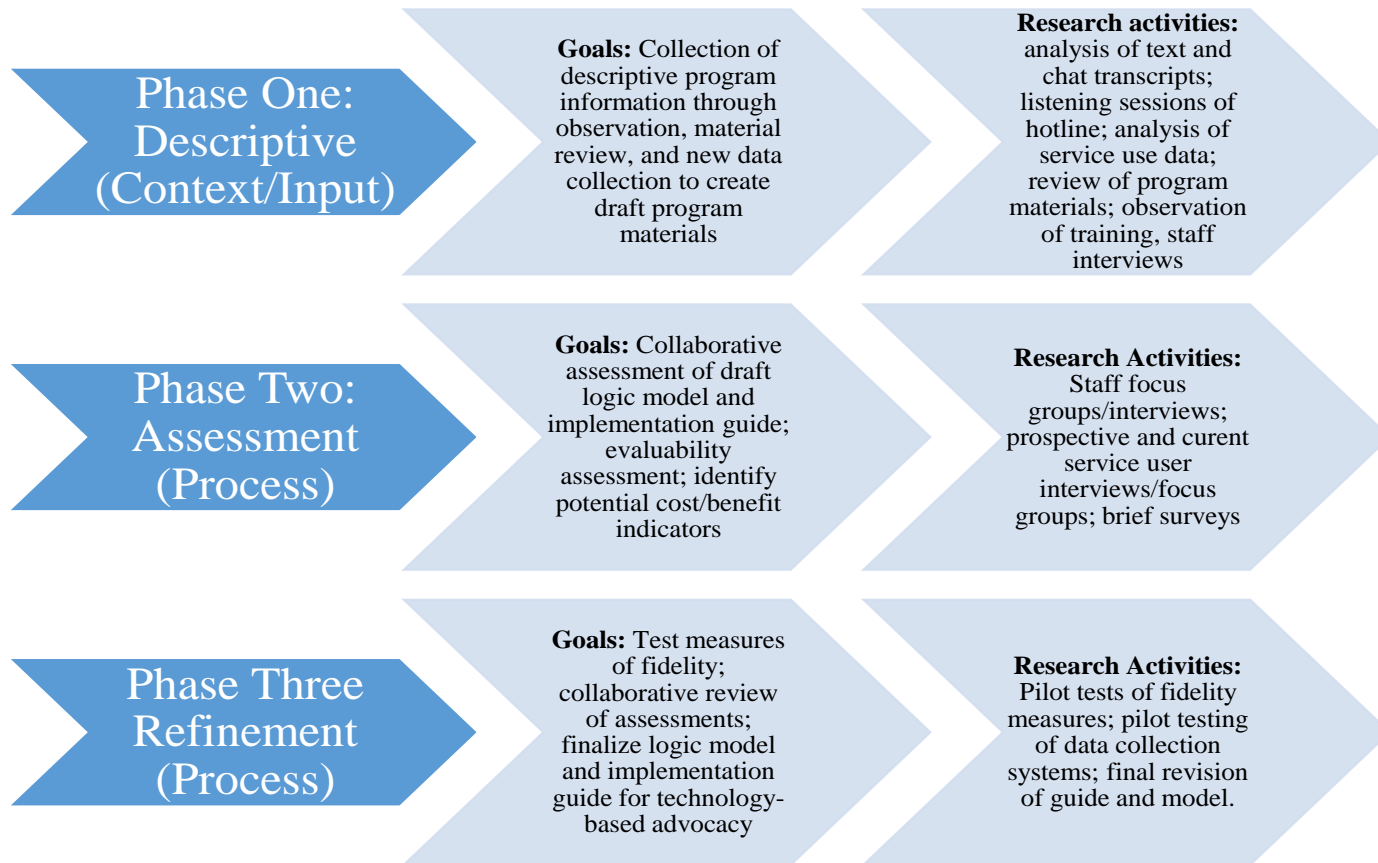 Phase One:
Descriptive
(Context/Input)
Goals: Collection of
descriptive program
information through
observation, material
review, and new data
collection to create
draft program
materials
Research activities:
analysis of text and
chat transcripts;
listening sessions of
hotline; analysis of
service use data;
review of program
materials; observation
of training, staff
interviews
Phase Two:
Assessment
(Process)
Goals: Collaborative
assessment of draft
logic model and
implementation guide;
evaluability
assessment; identify
potential cost/benefit
indicators
Research Activities:
Staff focus
groups/interviews;
prospective and curent
service user
interviews/focus
groups; brief surveys
Phase Three
Refinement
(Process)
Goals: Test measures
of fidelity;
collaborative review
of assessments;
finalize logic model
and implementation
guide for technology-
based advocacy
Research Activities:
Pilot tests of fidelity
measures; pilot testing
of data collection
systems; final revision
of guide and model.